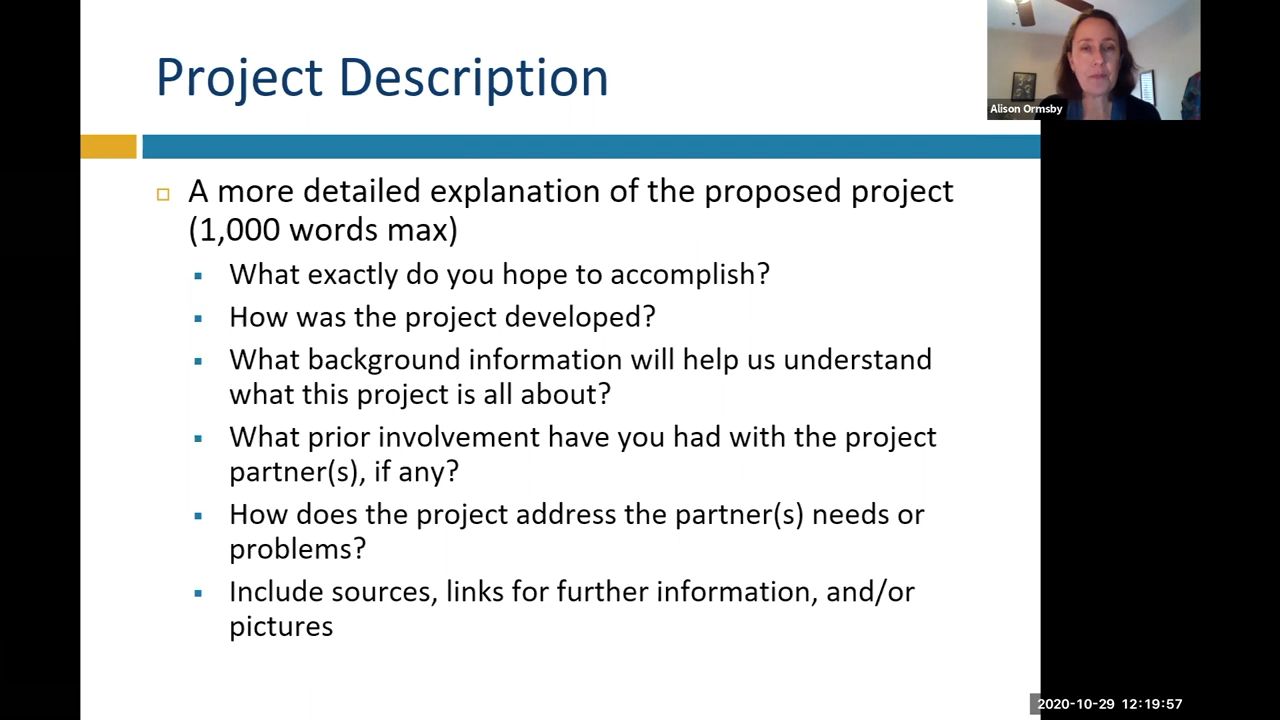 Project Description
Alison Ormsby
A more detailed explanation of the proposed project
(1,000 words max)
What exactly do you hope to accomplish?
How was the project developed?
What background information will help us understand
what this project is all about?
What prior involvement have you had with the project
partner(s), if any?
How does the project address the partner(s) needs or
problems?
Include sources, links for further information, and/or
pictures
2020-10-29 12:19:57